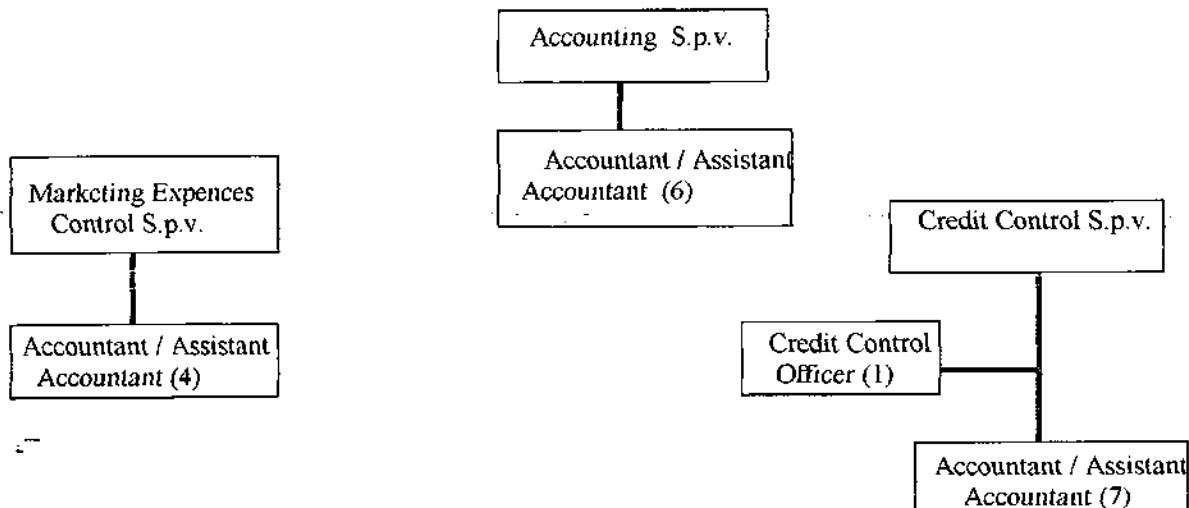 Accounting S.p.v.
Accountant / Assistant
Accountant (6)
Marketing Expences
Control S.p.v.
Accountant / Assistant
Accountant (4)
Credit Control S.p.v.
Credit Control
Officer (1)
Accountant / Assistant
Accountant (7)